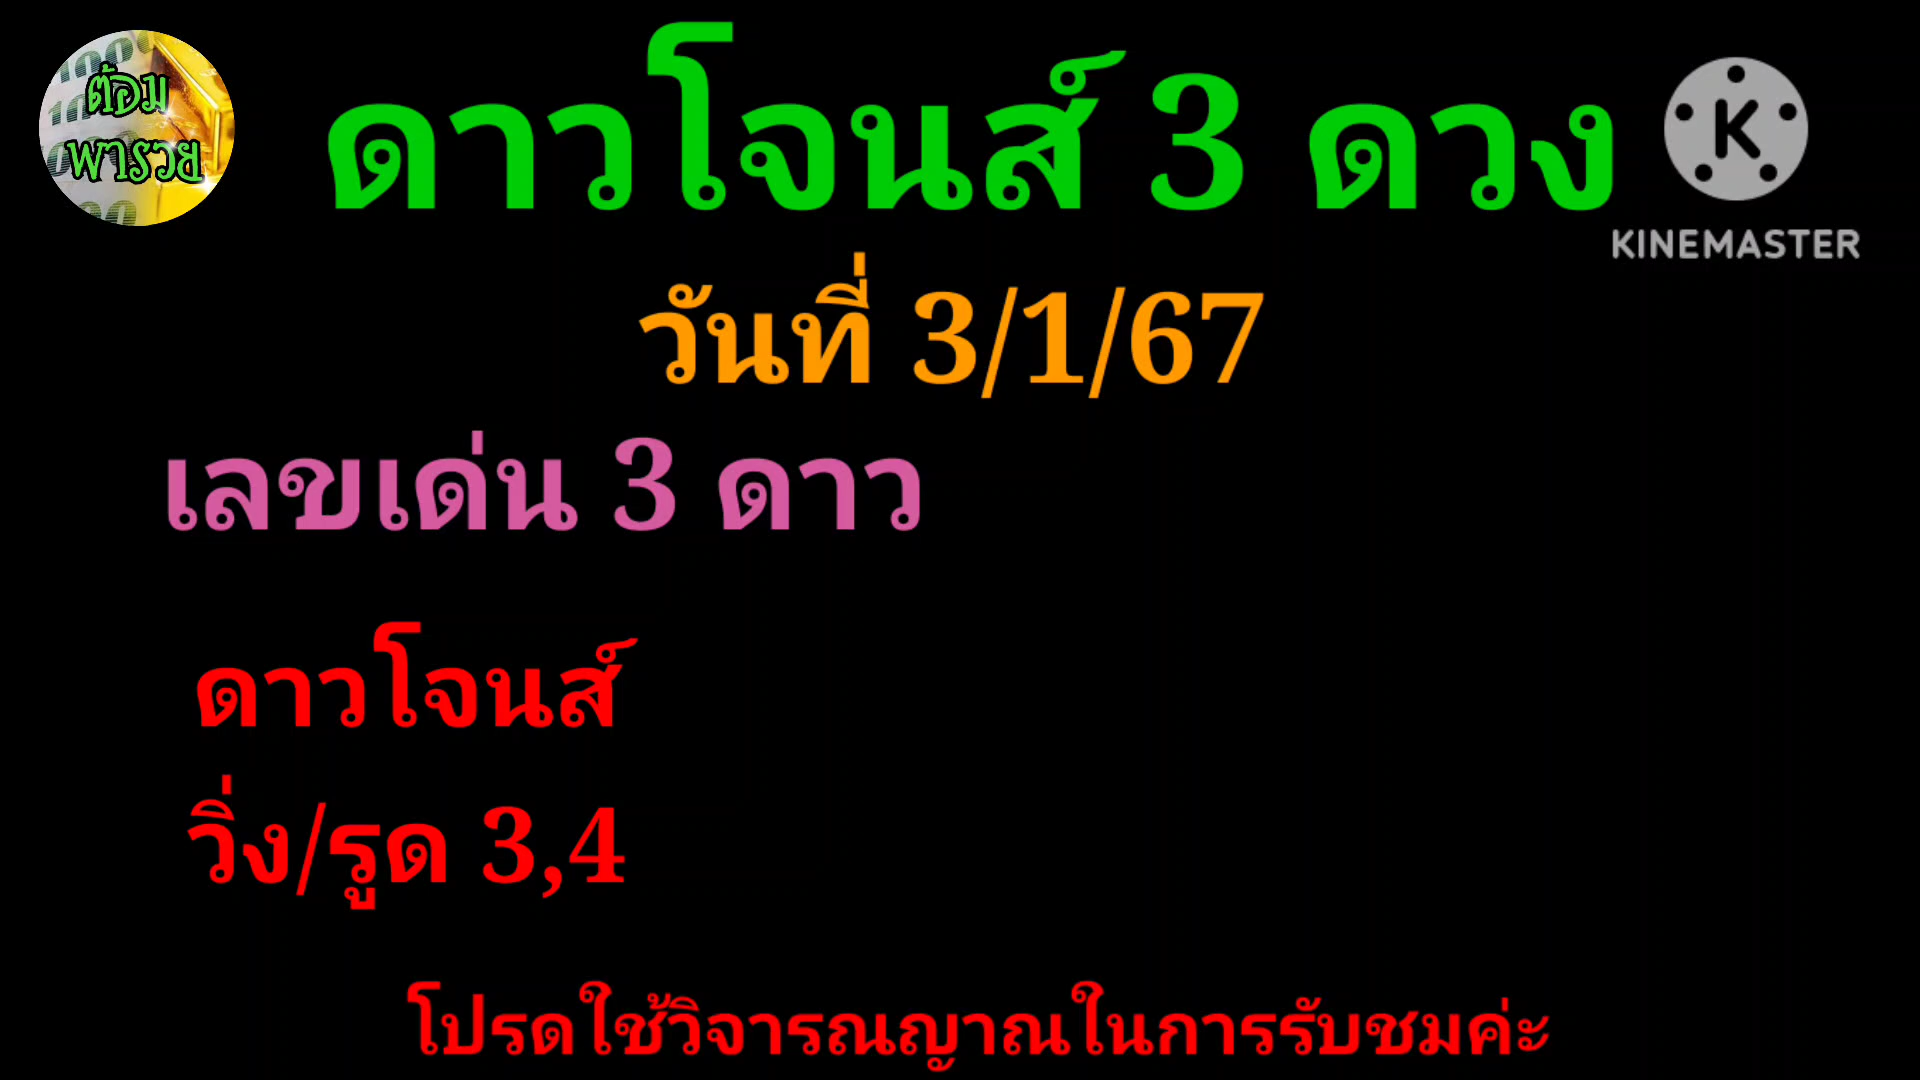 ต้อม
พารวย
ดาวโจนส์ 3 ดวง
KINEMASTER
วันที่ 3/1/67
เลขเด่น 3 ดาว
ดาวโจนส์
วิ่ง/รูด 3,4
โปรดใช้วิจารณญาณในการรับชมค่ะ